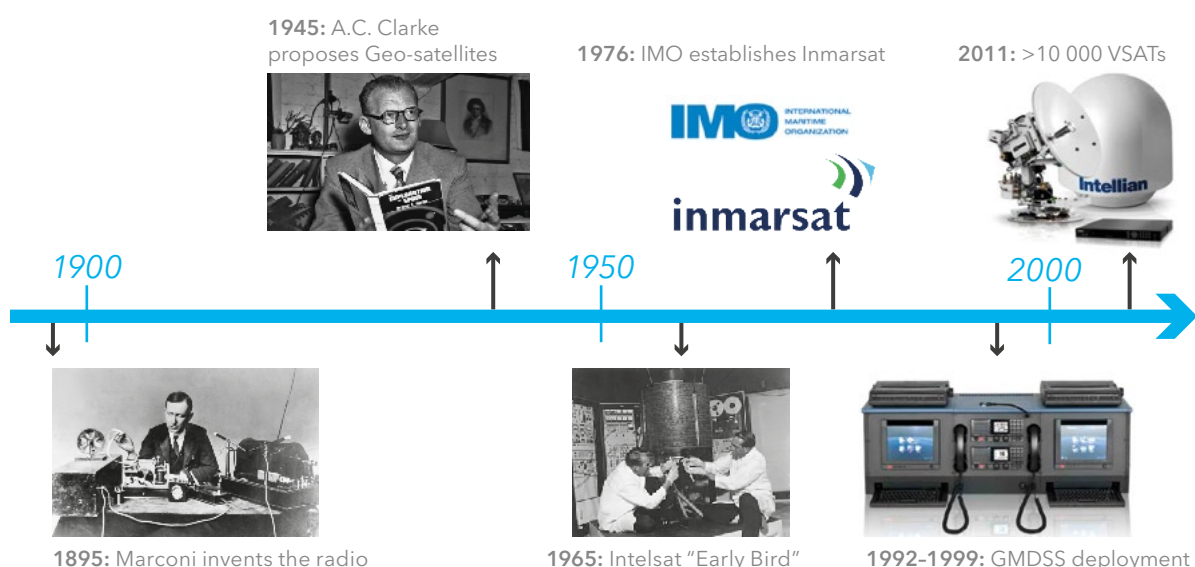 1945: A.C. Clarke
proposes Geo-satellites
1976: IMO establishes Inmarsat
2011: >10 000 VSATs
IMO
INTERNATIONAL
MARITIME
ORGANIZATION
inmarsat
Intellian
1900
1950
2000
1895: Marconi invents the radio
1965: Intelsat “Early Bird”
1992–1999: GMDSS deployment